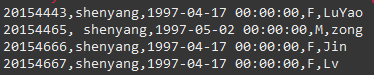 20154443,shenyang,1997-04-17 00:00:00,F,LuYao
20154465, shenyang,1997-05-02 00:00:00,M,zong
20154666,shenyang,1997-04-17 00:00:00,F,Jin
20154667,shenyang,1997-04-17 00:00:00,F,Lv